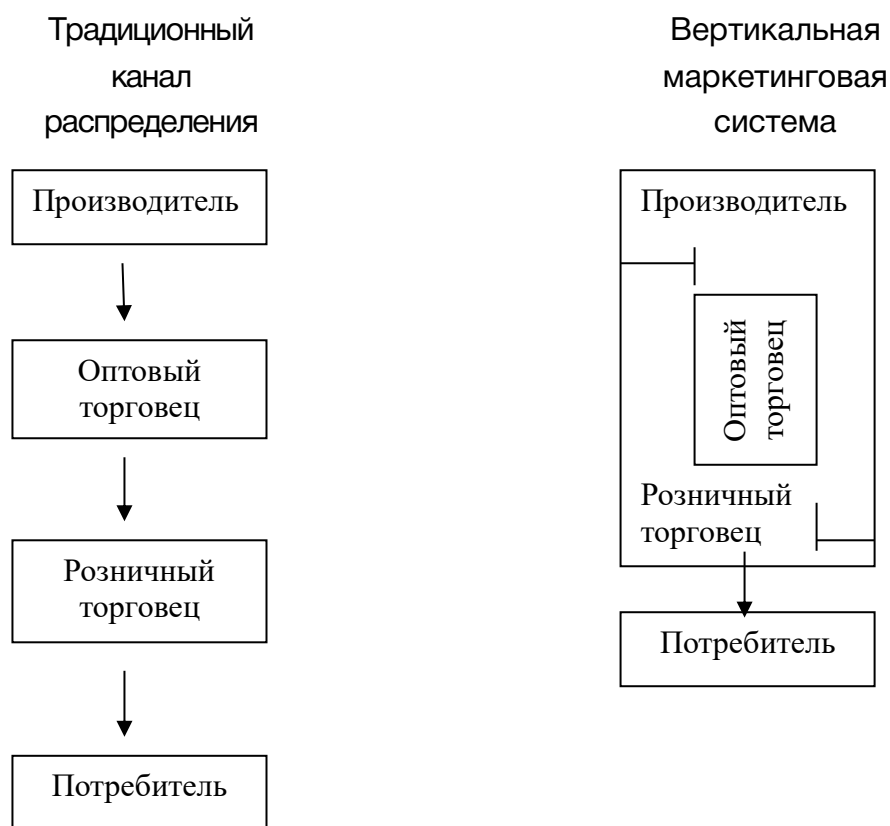 Традиционный
канал
распределения
Производитель
Оптовый
торговец
Розничный
торговец
Потребитель
Вертикальная
маркетинговая
система
Производитель
Оптовый
торговец
Розничный
торговец
Потребитель